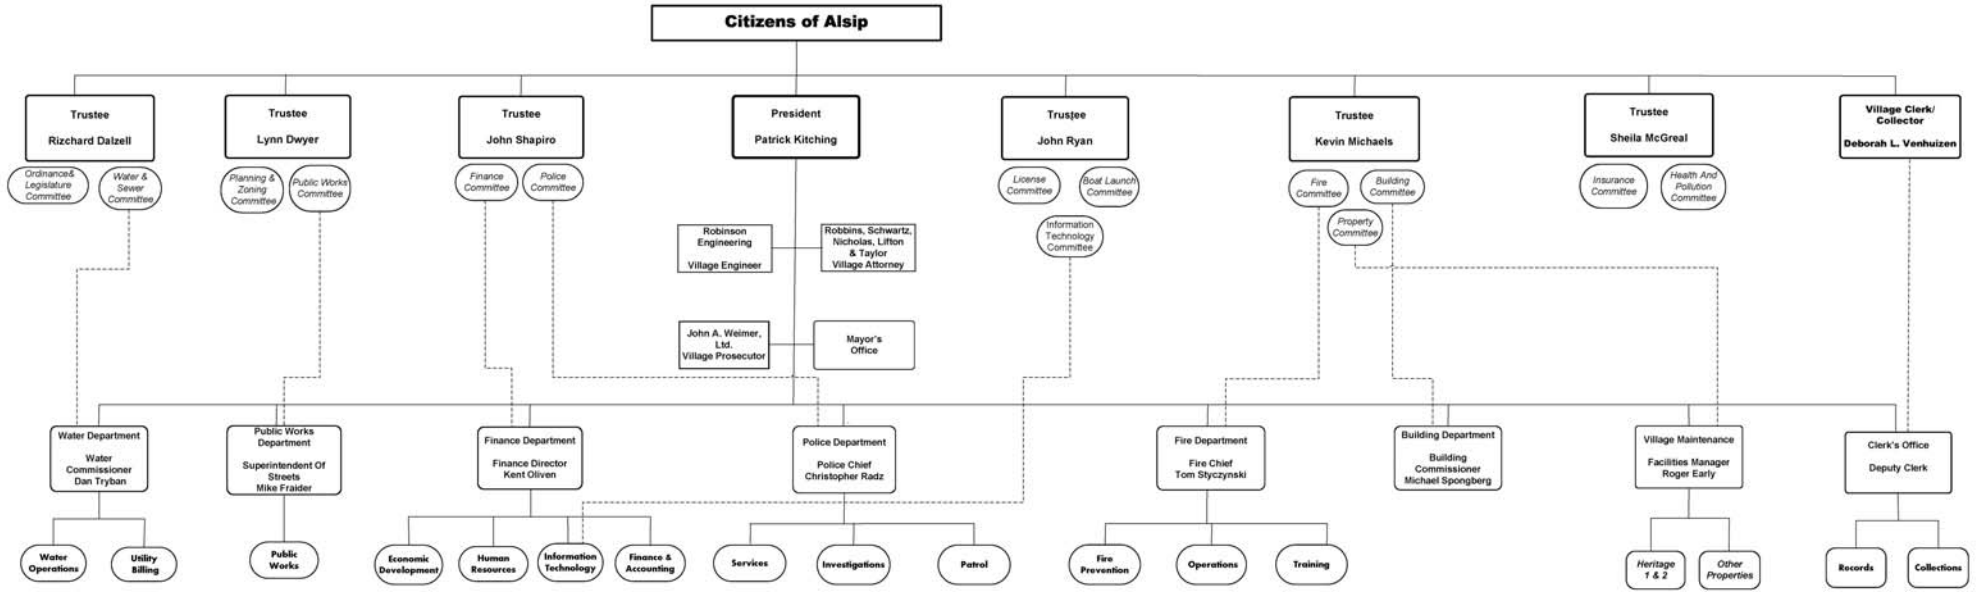 Citizens of Alsip
Trustee
Rizchard Dalzell
Trustee
Lynn Dwyer
Trustee
John Shapiro
President
Patrick Kitching
Trustee
John Ryan
Trustee
Kevin Michaels
Trustee
Sheila McGreal
Village Clerk/
Collector
Deborah L. Venhuizen
Ordinance&
Legislature
Committee
Water &
Sewer
Committee
Planning &
Zoning
Committee
Public Works
Committee
Finance
Committee
Police
Committee
License
Committee
Boat Launch
Committee
Information
Technology
Committee
Fire
Committee
Building
Committee
Property
Committee
Insurance
Committee
Health And
Pollution
Committee
Robinson
Engineering
Village Engineer
Robbins, Schwartz,
Nicholas, Lifton
& Taylor
Village Attorney
John A. Weimer,
Ltd.
Village Prosecutor
Mayor's
Office
Water Department
Water
Commissioner
Dan Tryban
Public Works
Department
Superintendent Of
Streets
Mike Fraider
Finance Department
Finance Director
Kent Oliven
Police Department
Police Chief
Christopher Radz
Fire Department
Fire Chief
Tom Styczynski
Building Department
Building
Commissioner
Michael Spongberg
Village Maintenance
Facilities Manager
Roger Early
Clerk's Office
Deputy Clerk
Water
Operations
Utility
Billing
Public
Works
Economic
Development
Human
Resources
Information
Technology
Finance &
Accounting
Services
Investigations
Patrol
Fire
Prevention
Operations
Training
Heritage
1 & 2
Other
Properties
Records
Collections